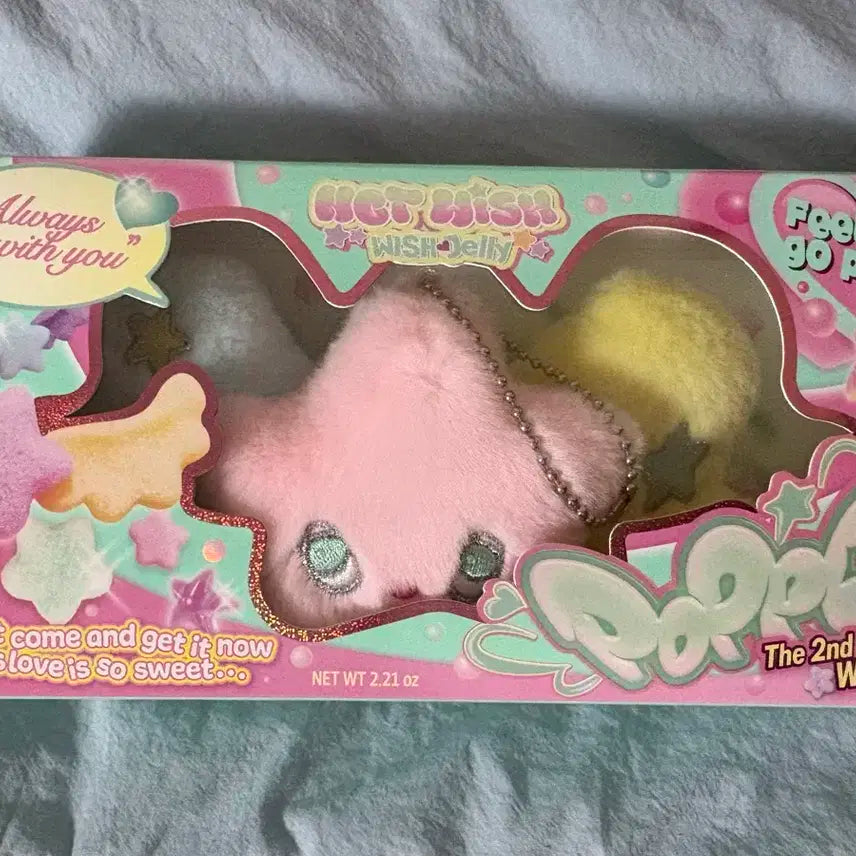 Always
with you"
NCT WISH
WISH Jelly
go
come and get it now
love is so sweet...
NET WT 2.21 oz
POPP
The 2nd